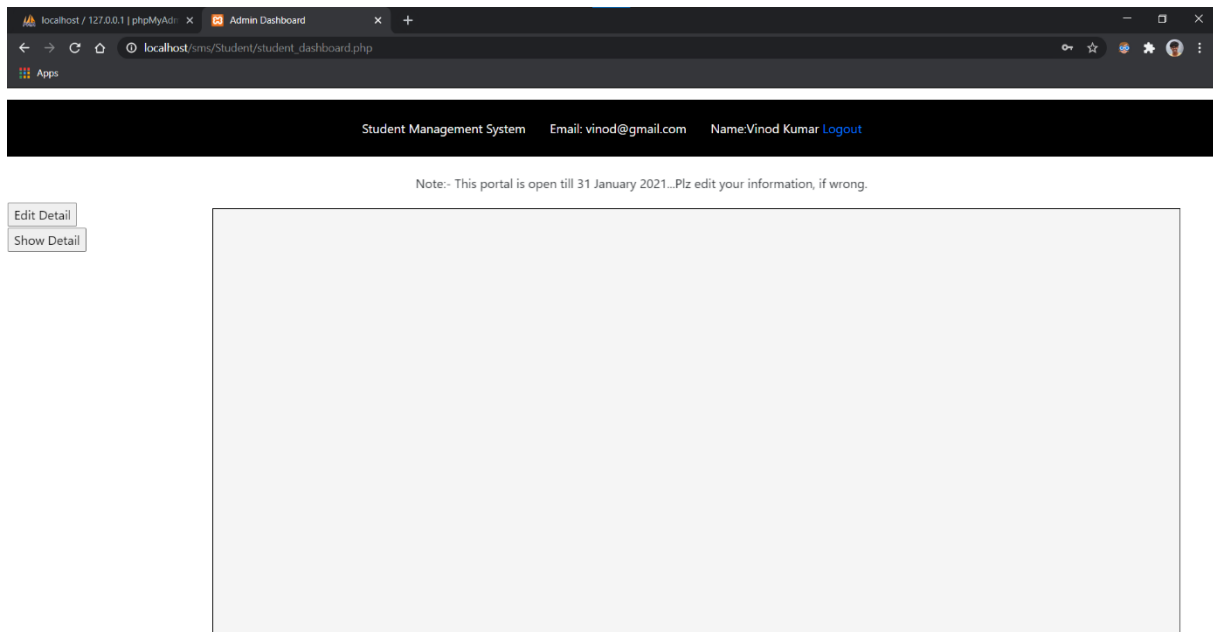 localhost / 127.0.0.1 | phpMyAdm
Admin Dashboard
localhost/sms/Student/student_dashboard.php
Apps
Student Management System Email: vinod@gmail.com Name:Vinod Kumar Logout
Note:- This portal is open till 31 January 2021...Plz edit your information, if wrong.
Edit Detail
Show Detail